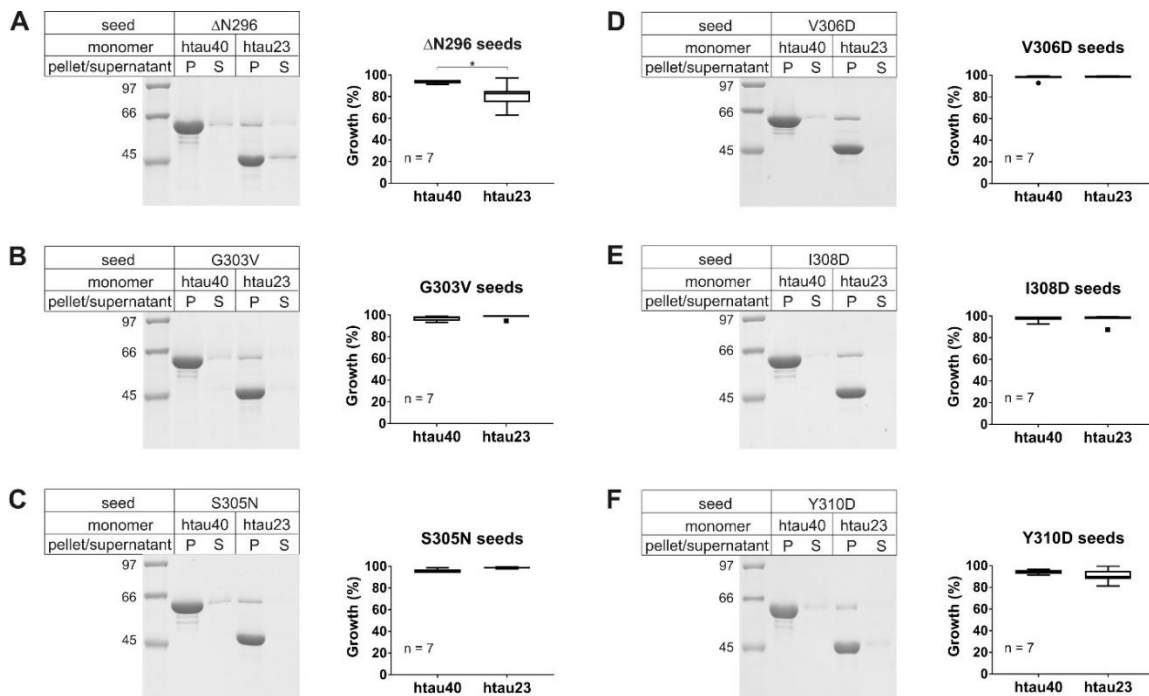 A
seed ΔN296
monomer htau40 htau23
pellet/supernatant P S P S
97
66
45
ΔN296 seeds
*
Growth (%)
100
80
60
40
20
0
n = 7
htau40 htau23
B
seed G303V
monomer htau40 htau23
pellet/supernatant P S P S
97
66
45
G303V seeds
Growth (%)
100
80
60
40
20
0
n = 7
htau40 htau23
C
seed S305N
monomer htau40 htau23
pellet/supernatant P S P S
97
66
45
S305N seeds
Growth (%)
100
80
60
40
20
0
n = 7
htau40 htau23
D
seed V306D
monomer htau40 htau23
pellet/supernatant P S P S
97
66
45
V306D seeds
Growth (%)
100
80
60
40
20
0
n = 7
htau40 htau23
E
seed I308D
monomer htau40 htau23
pellet/supernatant P S P S
97
66
45
I308D seeds
Growth (%)
100
80
60
40
20
0
n = 7
htau40 htau23
F
seed Y310D
monomer htau40 htau23
pellet/supernatant P S P S
97
66
45
Y310D seeds
Growth (%)
100
80
60
40
20
0
n = 7
htau40 htau23